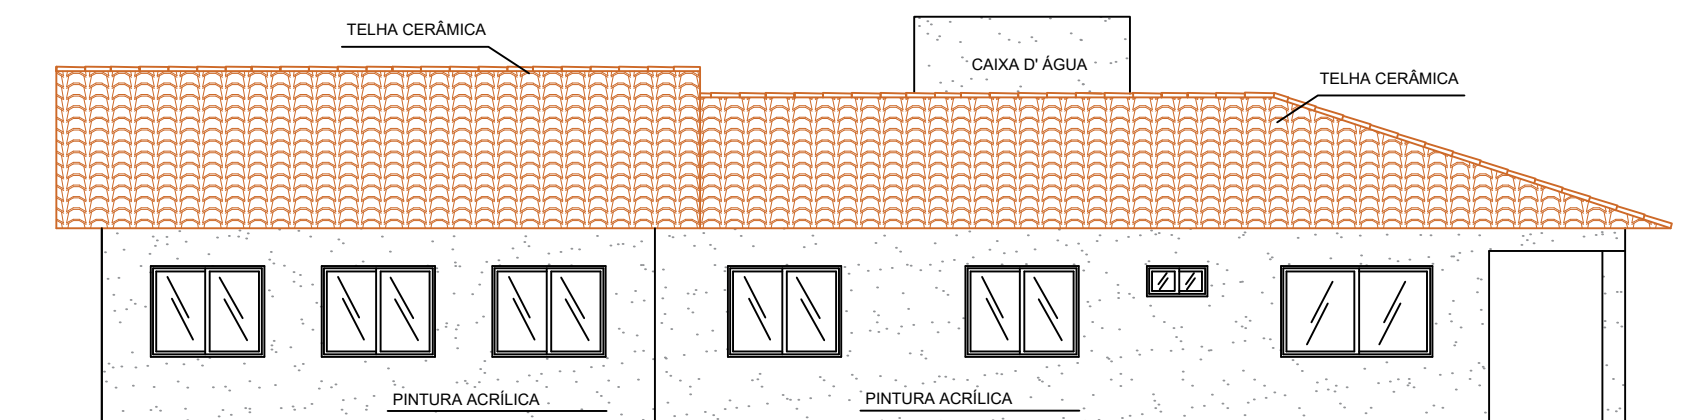 TELHA CERÂMICA
CAIXA D' ÁGUA
TELHA CERÂMICA
PINTURA ACRÍLICA
PINTURA ACRÍLICA